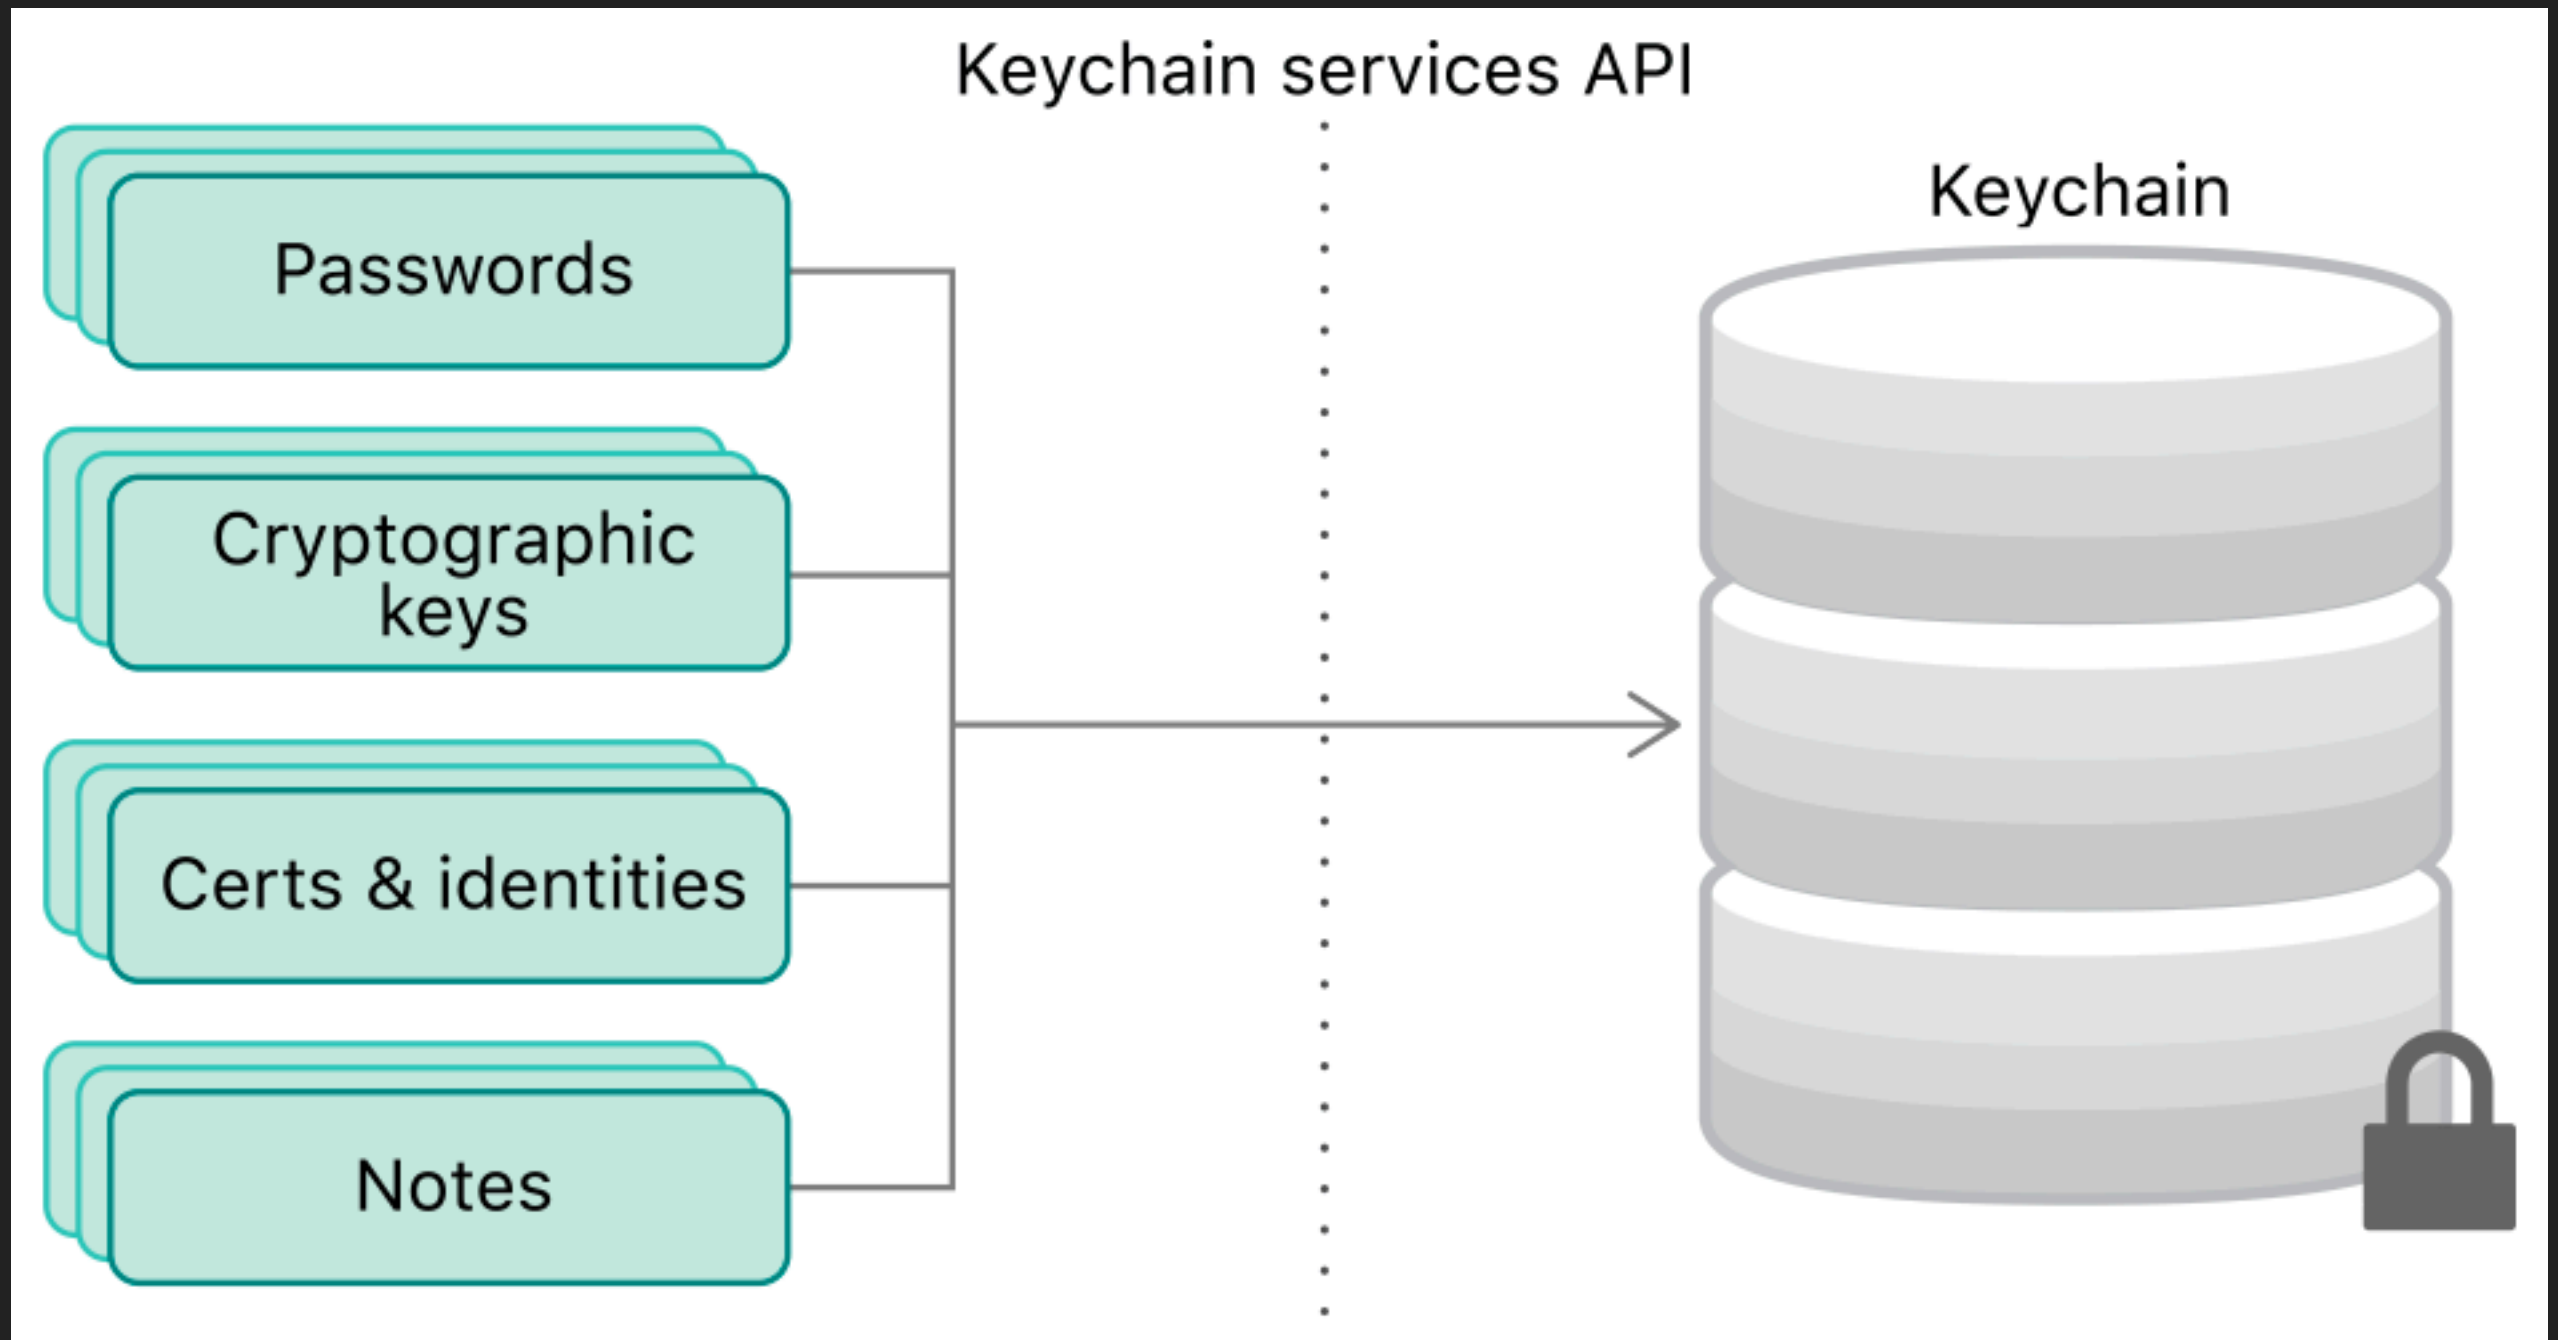 Keychain services API
Keychain
Passwords
Cryptographic
keys
Certs & identities
Notes